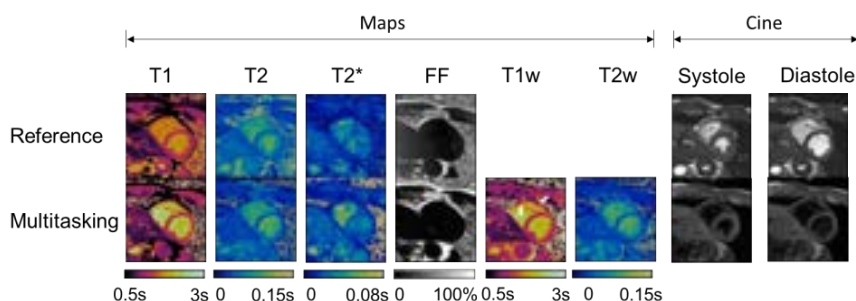 Maps Cine
T1 T2 T2* FF T1w T2w Systole Diastole
Reference
Multitasking
0.5s 3s 0 0.15s 0 0.08s 0 100% 0.5s 3s 0 0.15s